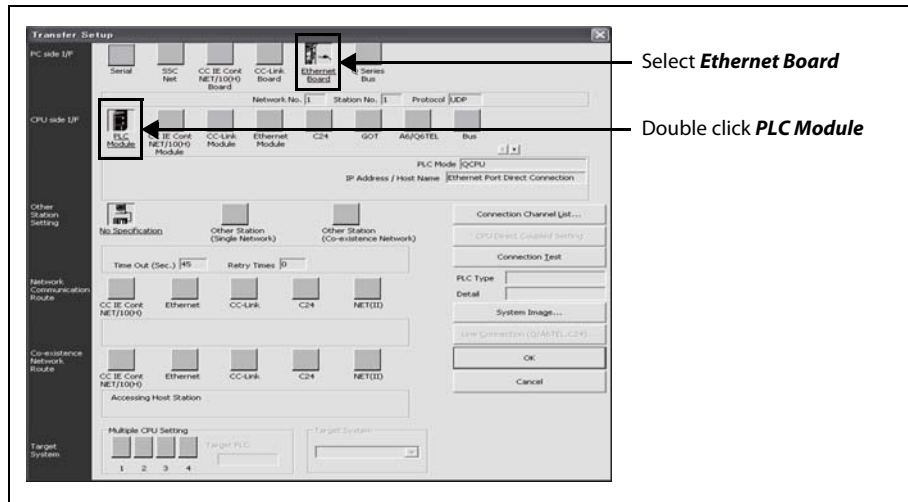 Transfer Setup
PC side I/F
Serial
SSC Net
CC IE Cont NET/10(H) Board
CC-Link Board
Ethernet Board
Q Series Bus
Network No. 1 Station No. 1 Protocol UDP
Select Ethernet Board
CPU side I/F
PLC Module
CC IE Cont NET/10(H) Module
CC-Link Module
Ethernet Module
C24
GOT
A6/Q6TEL
Bus
Double click PLC Module
PLC Mode QCPU
IP Address / Host Name Ethernet Port Direct Connection
Other Station Setting
No Specification
Other Station (Single Network)
Other Station (Co-existence Network)
Time Out (Sec.) 45 Retry Times 0
Connection Channel List...
CPU Direct Coupled Setting
Connection Test
PLC Type
Detail
System Image...
Line Connection (Q/A6TEL,C24)
OK
Cancel
Network Communication Route
CC IE Cont NET/10(H)
Ethernet
CC-Link
C24
NET(II)
Co-existence Network Route
CC IE Cont NET/10(H)
Ethernet
CC-Link
C24
NET(II)
Accessing Host Station
Target System
Multiple CPU Setting
1 2 3 4
Target PLC
Target System